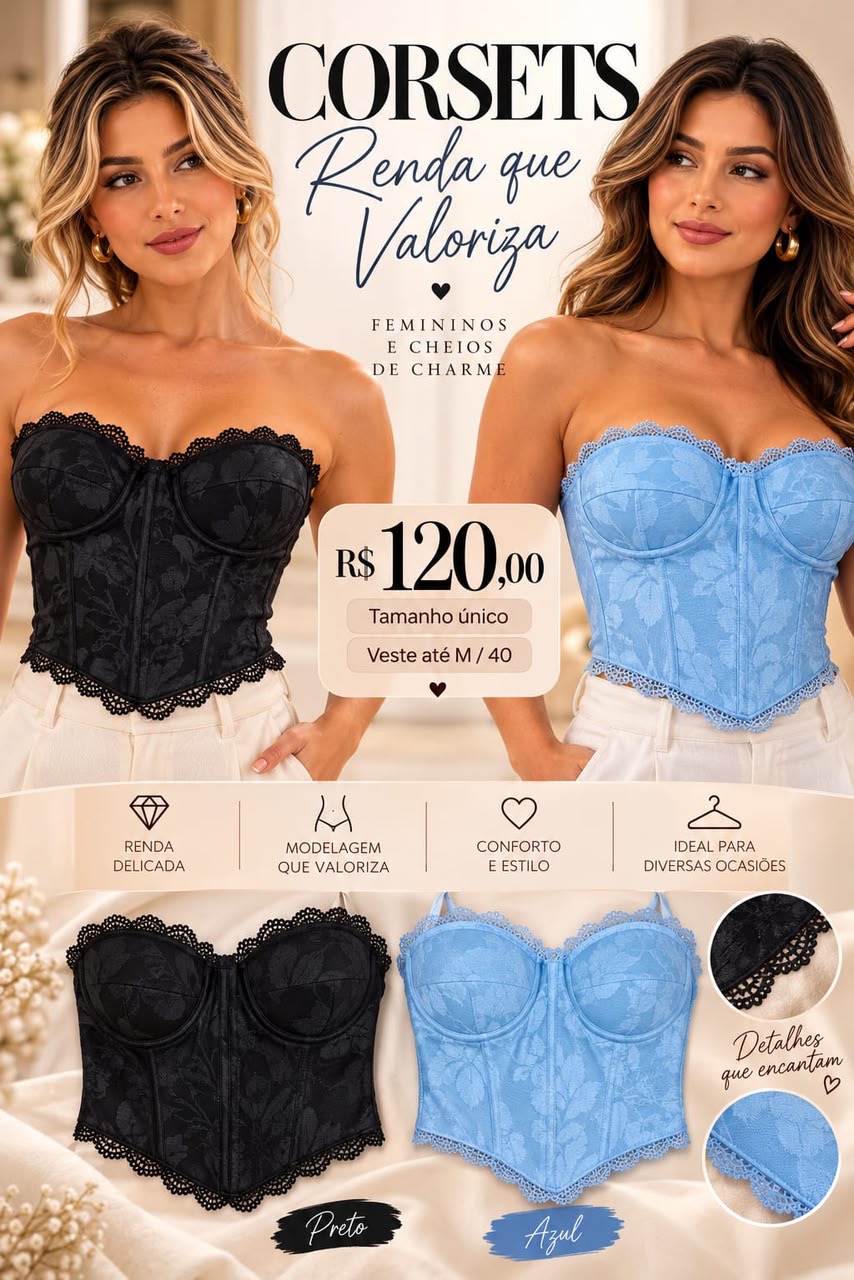 CORSETS
Renda que
Valoriza
FEMININOS
E CHEIOS
DE CHARME
R$ 120,00
Tamanho único
Veste até M / 40
RENDA
DELICADA
MODELAGEM
QUE VALORIZA
CONFORTO
E ESTILO
IDEAL PARA
DIVERSAS OCASIÕES
Detalhes
que encantam
Preto
Azul